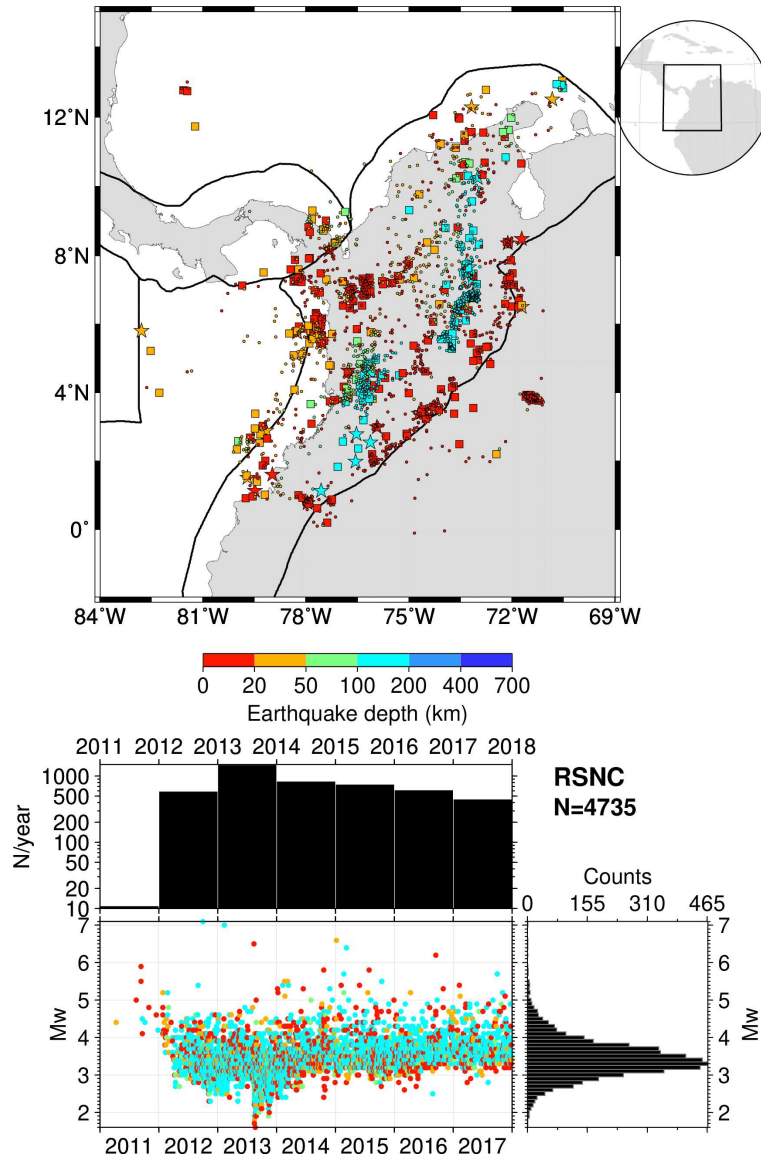 12°N
8°N
4°N
0°
84°W 81°W 78°W 75°W 72°W 69°W
0 20 50 100 200 400 700
Earthquake depth (km)
2011 2012 2013 2014 2015 2016 2017 2018
1000
500
200
100
50
20
10
N/year
RSNC
N=4735
Counts
0 155 310 465
7
6
5
4
3
2
Mw
7
6
5
4
3
2
Mw
2011 2012 2013 2014 2015 2016 2017